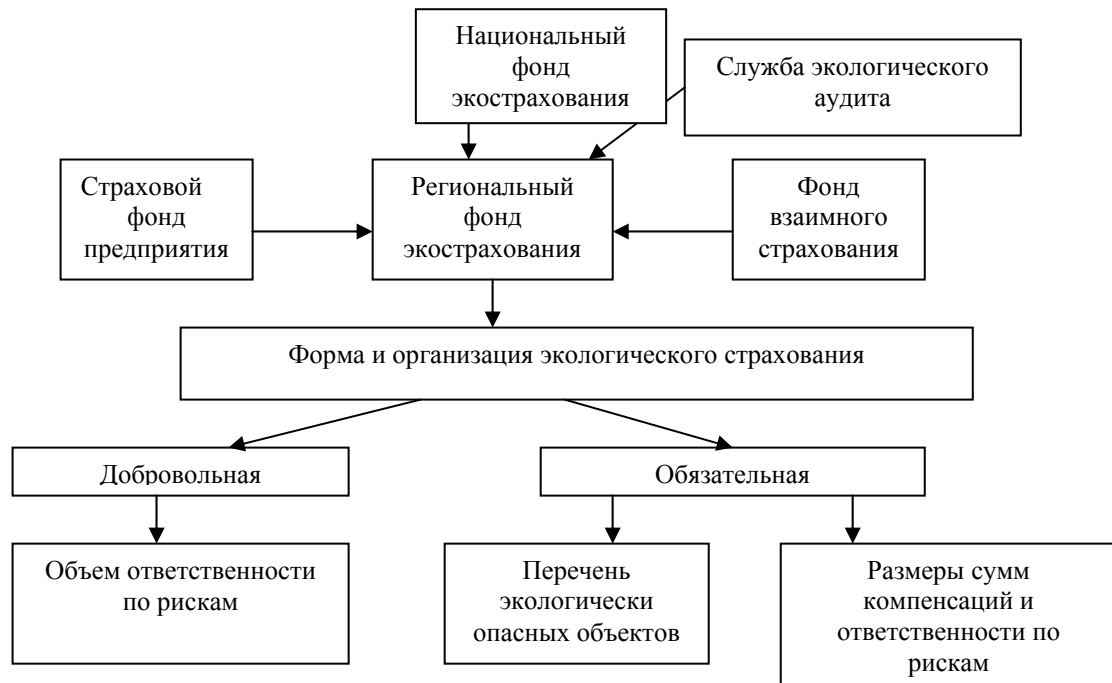 Национальный
фонд
экострахования
Служба экологического
аудита
Страховой
фонд
предприятия
Региональный
фонд
экострахования
Фонд
взаимного
страхования
Форма и организация экологического страхования
Добровольная
Обязательная
Объем ответственности
по рискам
Перечень
экологически
опасных объектов
Размеры сумм
компенсаций и
ответственности по
рискам